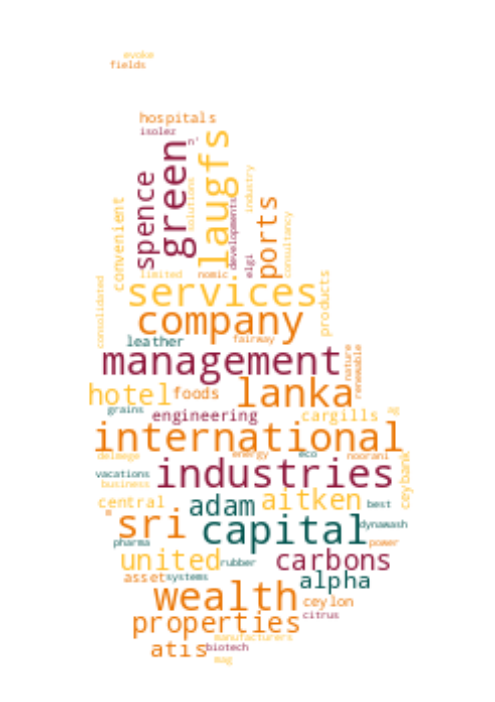 evoke
fields
hospitals
isolez
n'
green
laugfs
spence
industry
solutions
developments
ports
convenient
consultancy
elgi
limited
nomic
consolidated
products
services
company
leather
fairway
management
nature
renewable
hotel
foods
lanka
grains
engineering
cargills
ag
international
delmege
energy
eco
noorani
ceybank
vacations
industries
business
central
adam
aitken
best
sri
capital
dynawash
pharma
power
united
rubber
carbons
asset
systems
alpha
wealth
ceylon
properties
citrus
manufacturers
atis
biotech
mag